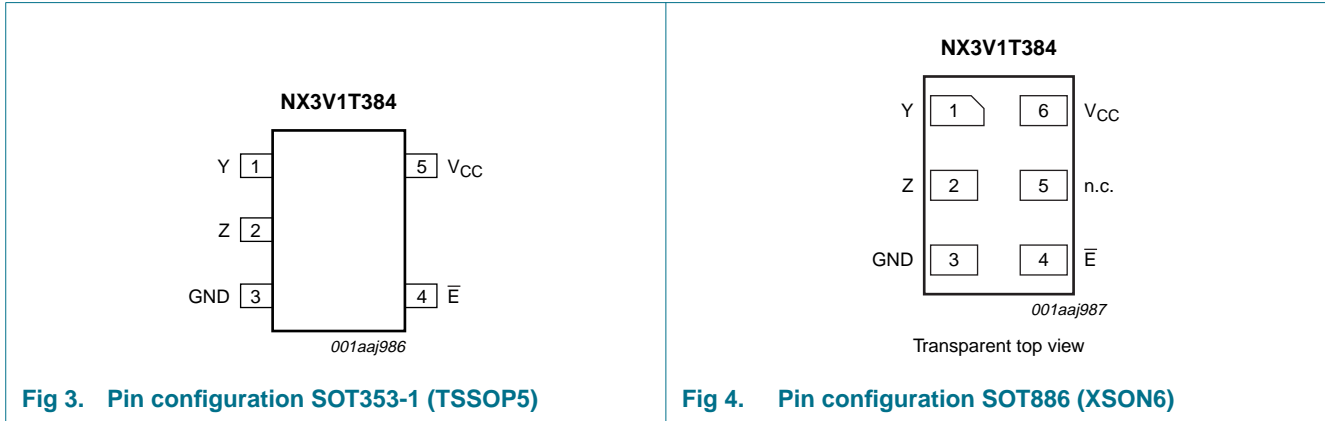 NX3V1T384
Y 1 5 VCC
Z 2
GND 3 4 E̅
001aaj986
Fig 3. Pin configuration SOT353-1 (TSSOP5)
NX3V1T384
Y 1 6 VCC
Z 2 5 n.c.
GND 3 4 E̅
001aaj987
Transparent top view
Fig 4. Pin configuration SOT886 (XSON6)